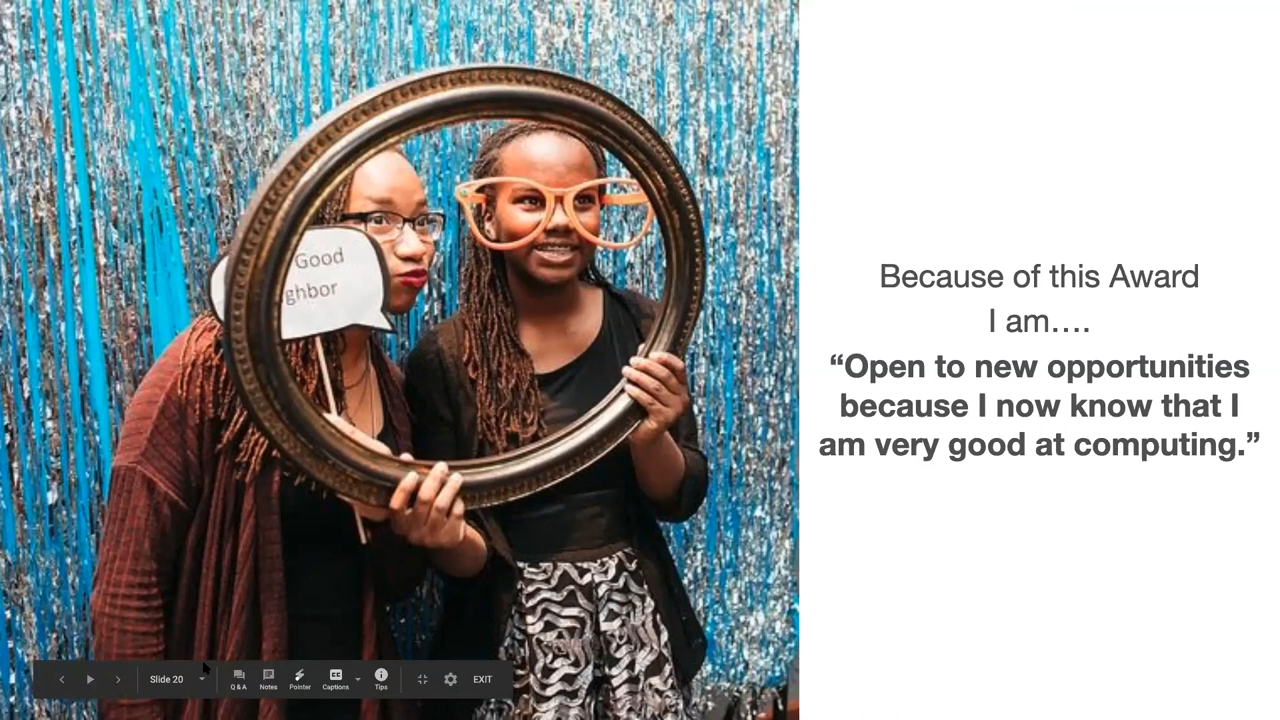 Good
ghbor
Because of this Award
I am….
“Open to new opportunities
because I now know that I
am very good at computing.”
Slide 20
Q & A
Notes
Pointer
Captions
Tips
EXIT